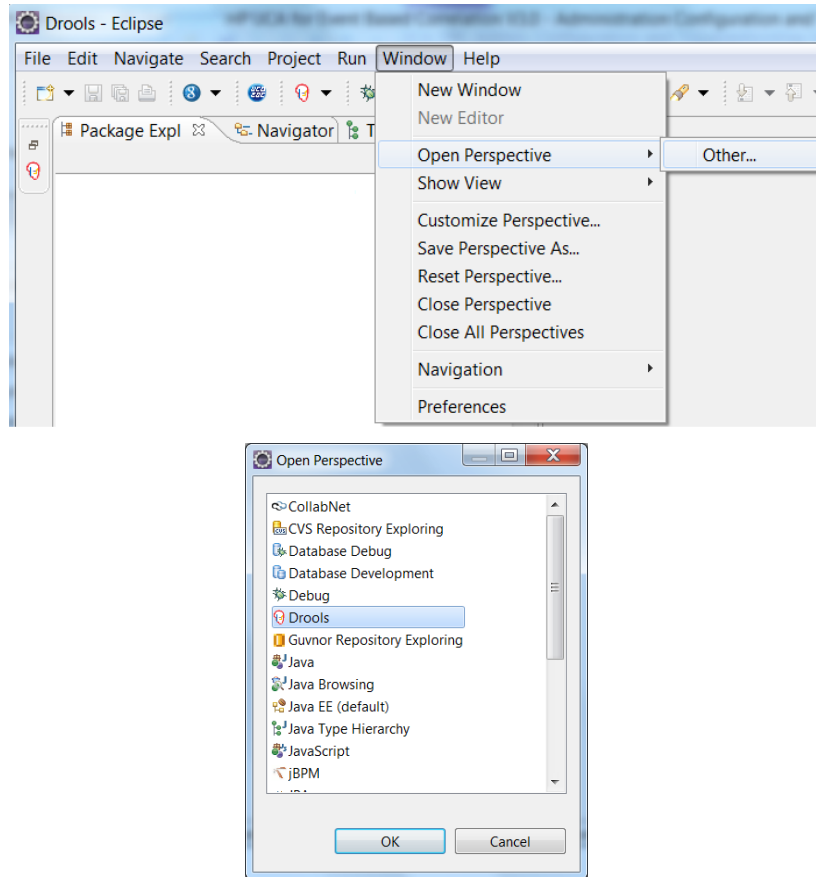 Drools - Eclipse
File Edit Navigate Search Project Run Window Help
New Window
New Editor
Package Expl Navigator T
Open Perspective Other...
Show View
Customize Perspective...
Save Perspective As...
Reset Perspective...
Close Perspective
Close All Perspectives
Navigation
Preferences
Open Perspective
CollabNet
CVS Repository Exploring
Database Debug
Database Development
Debug
Drools
Guvnor Repository Exploring
Java
Java Browsing
Java EE (default)
Java Type Hierarchy
JavaScript
jBPM
OK Cancel